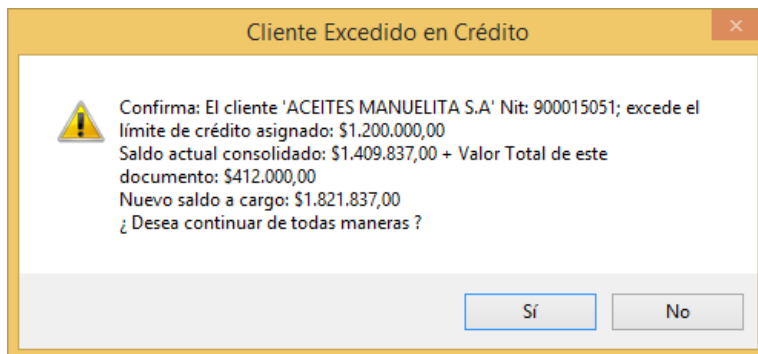 Cliente Excedido en Crédito
Confirma: El cliente 'ACEITES MANUELITA S.A' Nit: 900015051; excede el
límite de crédito asignado: $1.200.000,00
Saldo actual consolidado: $1.409.837,00 + Valor Total de este
documento: $412.000,00
Nuevo saldo a cargo: $1.821.837,00
¿ Desea continuar de todas maneras ?
Sí
No